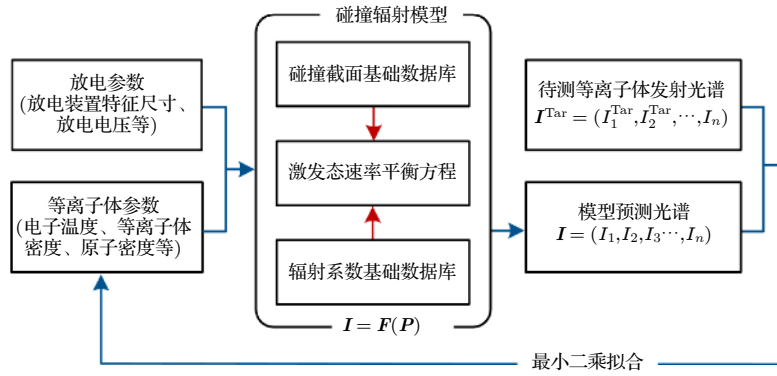 碰撞辐射模型
放电参数
(放电装置特征尺寸、
放电电压等)
等离子体参数
(电子温度、等离子体
密度、原子密度等)
碰撞截面基础数据库
激发态速率平衡方程
辐射系数基础数据库
I = F(P)
待测等离子体发射光谱
I^Tar = (I_1^Tar,I_2^Tar,⋯,I_n)
模型预测光谱
I = (I_1,I_2,I_3⋯,I_n)
最小二乘拟合